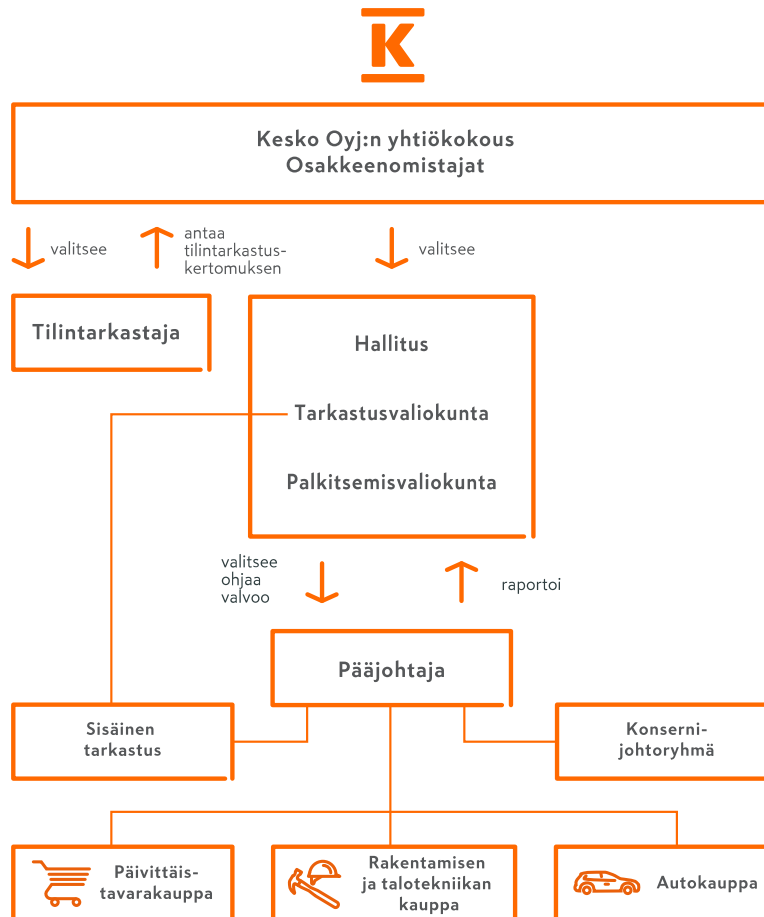 K
Kesko Oyj:n yhtiökokous
Osakkeenomistajat
valitsee
antaa
tilintarkastus-
kertomuksen
valitsee
Tilintarkastaja
Hallitus
Tarkastusvaliokunta
Palkitsemisvaliokunta
valitsee
ohjaa
valvoo
raportoi
Pääjohtaja
Sisäinen
tarkastus
Konserni-
johtoryhmä
Päivittäis-
tavarakauppa
Rakentamisen
ja talotekniikan
kauppa
Autokauppa